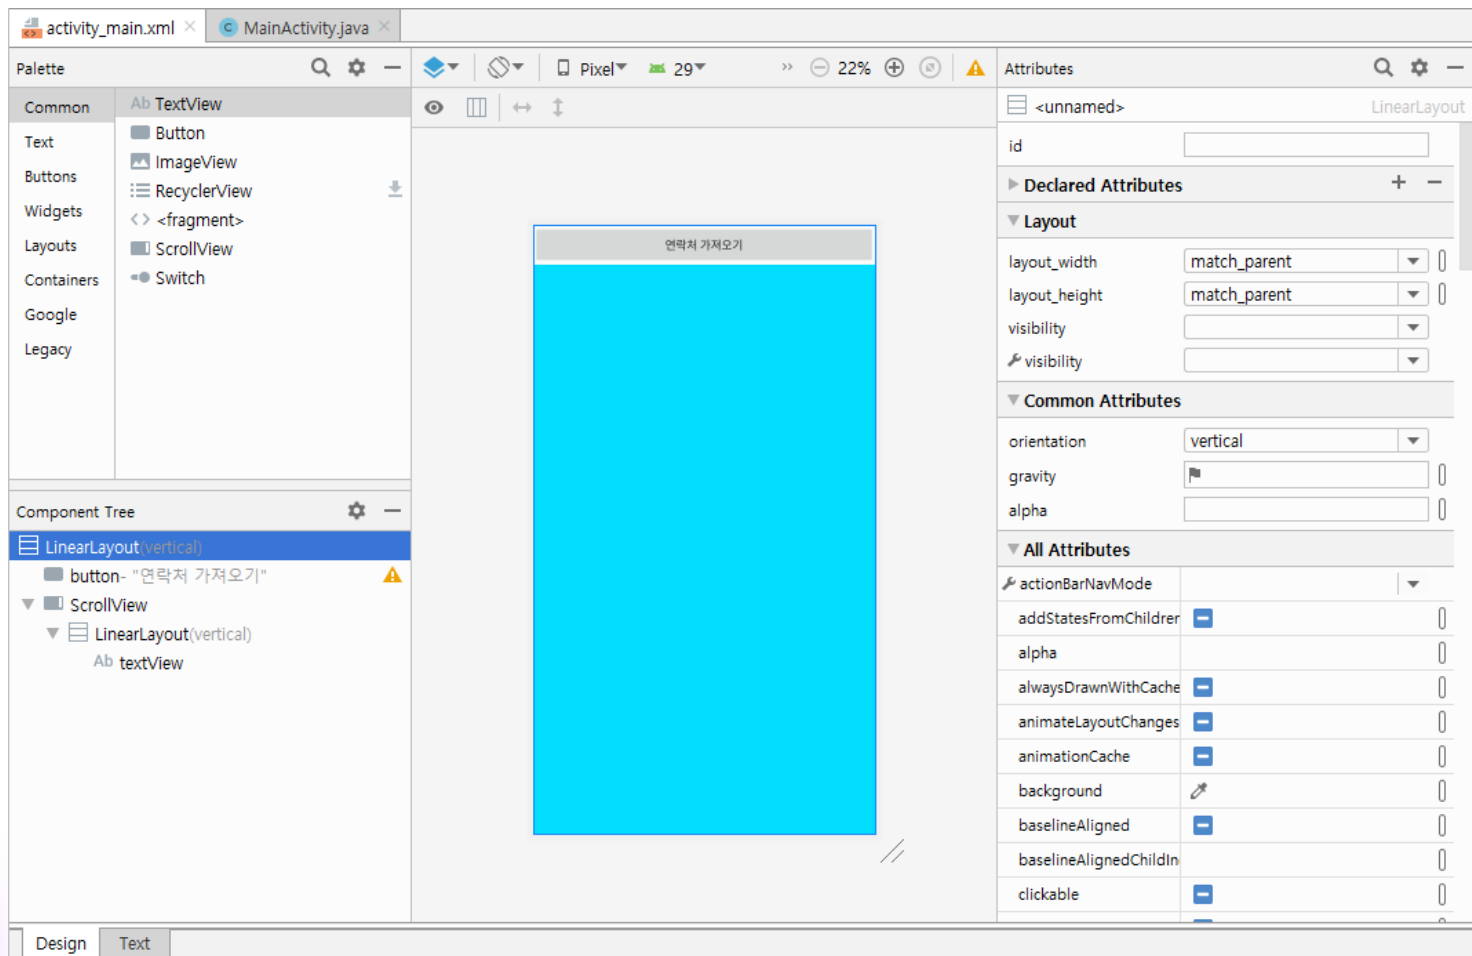 activity_main.xml
MainActivity.java
Palette
Common
Text
Buttons
Widgets
Layouts
Containers
Google
Legacy
Ab TextView
Button
ImageView
RecyclerView
<fragment>
ScrollView
Switch
Component Tree
LinearLayout(vertical)
button- "연락처 가져오기"
ScrollView
LinearLayout(vertical)
Ab textView
Pixel
29
22%
연락처 가져오기
Attributes
<unnamed>
LinearLayout
id
Declared Attributes
Layout
layout_width match_parent
layout_height match_parent
visibility
visibility
Common Attributes
orientation vertical
gravity
alpha
All Attributes
actionBarNavMode
addStatesFromChildren
alpha
alwaysDrawnWithCache
animateLayoutChanges
animationCache
background
baselineAligned
baselineAlignedChildIn
clickable
Design
Text